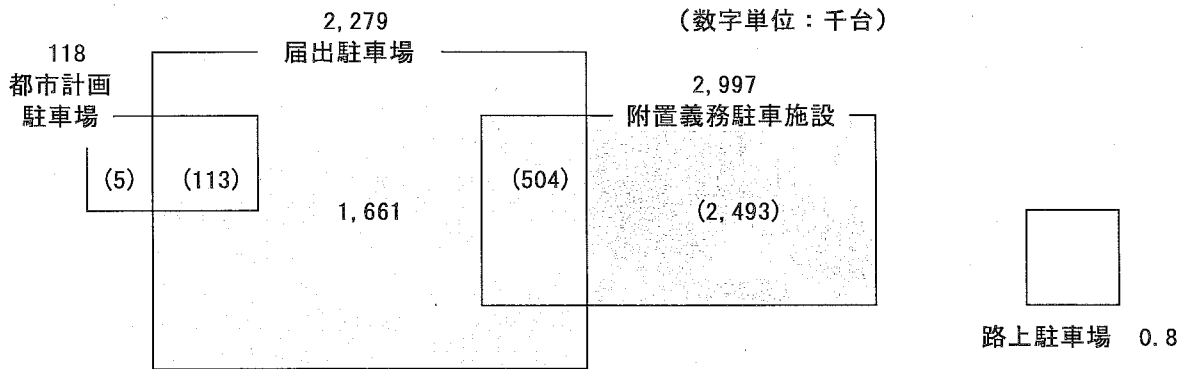 (数字単位：千台)
118
都市計画
駐車場
2,279
届出駐車場
2,997
附置義務駐車施設
(5)
(113)
1,661
(504)
(2,493)
路上駐車場 0.8